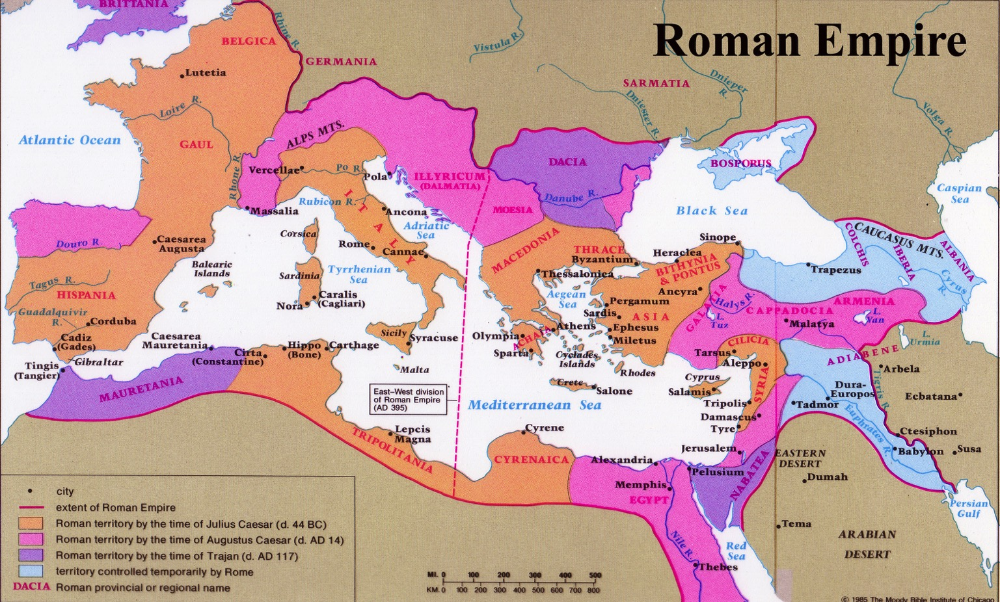 Roman Empire
BRITTANIA
BELGICA
Rhine R.
GERMANIA
Vistula R.
SARMATIA
Dnieper
R.
Dniester R.
Volga R.
Lutetia
Loire R.
Atlantic Ocean
GAUL
ALPS MTS.
Rhone R.
Vercellae
Po R.
Pola
ILLYRICUM
(DALMATIA)
DACIA
BOSPORUS
Caspian
Sea
Danube R.
MOESIA
Black Sea
Massalia
Rubicon R.
ITALY
Ancona
Adriatic
Sea
Corsica
Rome
Cannae
Douro R.
Caesarea
Augusta
Balearic
Islands
Sardinia
Tyrrhenian
Sea
MACEDONIA
THRACE
Byzantium
Thessalonica
Sinope
Heraclea
BITHYNIA
& PONTUS
Ancyra
Trapezus
CAUCASUS MTS.
COLCHIS
IBERIA
ALBANIA
Cyrus
R.
Tagus R.
HISPANIA
Guadalquivir
R.
Corduba
Caralis
(Cagliari)
Nora
Aegean
Sea
Pergamum
Sardis
ASIA
GALATIA
Halys R.
L.
Tuz
CAPPADOCIA
ARMENIA
Malatya
L.
Van
L.
Urmia
Cadiz
(Gades)
Gibraltar
Tingis
(Tangier)
Caesarea
Mauretania
Cirta
(Constantine)
Hippo
(Bone)
Carthage
Sicily
Syracuse
Malta
Olympia
ACHAIA
Athens
Sparta
Ephesus
Miletus
Cyclades
Islands
Rhodes
Crete
Salone
CILICIA
Tarsus
Aleppo
Cyprus
Salamis
SYRIA
ADIABENE
Arbela
Tigris R.
Dura-
Europos
Ecbatana
MAURETANIA
East–West division
of Roman Empire
(AD 395)
Mediterranean Sea
Tripolis
Damascus
Tyre
Tadmor
Euphrates R.
Ctesiphon
Babylon
Susa
Lepcis
Magna
TRIPOLITANIA
Cyrene
CYRENAICA
Alexandria
Jerusalem
Pelusium
NABATEA
EASTERN
DESERT
Dumah
Memphis
EGYPT
Persian
Gulf
Tema
ARABIAN
DESERT
Nile R.
Red
Sea
Thebes
city
extent of Roman Empire
Roman territory by the time of Julius Caesar (d. 44 BC)
Roman territory by the time of Augustus Caesar (d. AD 14)
Roman territory by the time of Trajan (d. AD 117)
territory controlled temporarily by Rome
DACIA Roman provincial or regional name
MI. 0 100 200 300 400 500
KM. 0 100 200 300 400 500 600 700 800
© 1985 The Moody Bible Institute of Chicago